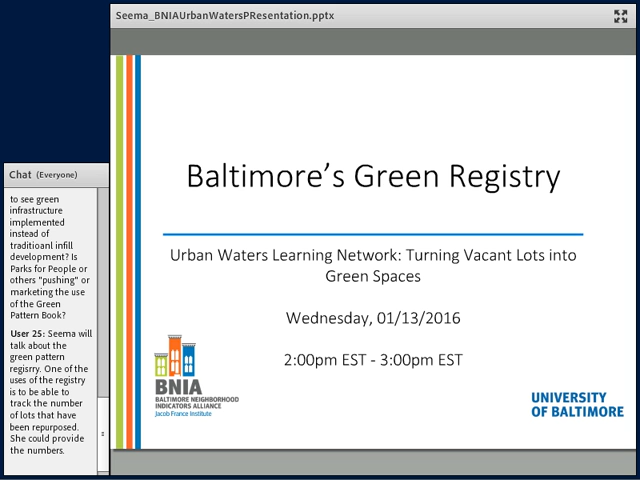 Seema_BNIAUrbanWatersPResentation.pptx
Chat (Everyone)
to see green
infrastructure
implemented
instead of
traditioanl infill
development? Is
Parks for People or
others "pushing" or
marketing the use
of the Green
Pattern Book?
User 25: Seema will
talk about the
green pattern
regisrry. One of the
uses of the registry
is to be able to
track the number
of lots that have
been repurposed.
She could provide
the numbers.
Baltimore's Green Registry
Urban Waters Learning Network: Turning Vacant Lots into
Green Spaces
Wednesday, 01/13/2016
2:00pm EST - 3:00pm EST
BNIA
BALTIMORE NEIGHBORHOOD
INDICATORS ALLIANCE
Jacob France Institute
UNIVERSITY
OF BALTIMORE